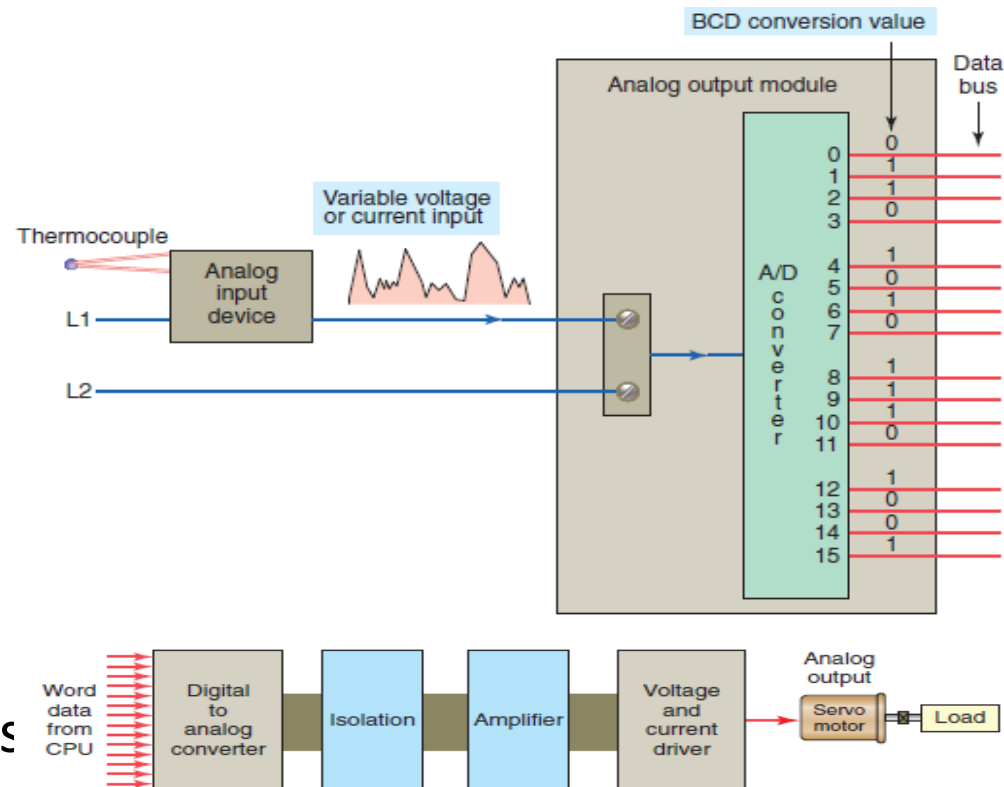 BCD conversion value
Data
bus
Analog output module
Variable voltage
or current input
Thermocouple
Analog
input
device
L1
L2
A/D
c
o
n
v
e
r
t
e
r
0 0
1 1
2 1
3 0
4 1
5 0
6 1
7 0
8 1
9 1
10 1
11 0
12 1
13 0
14 0
15 1
Word
data
from
CPU
s
Digital
to
analog
converter
Isolation
Amplifier
Voltage
and
current
driver
Analog
output
Servo
motor
Load